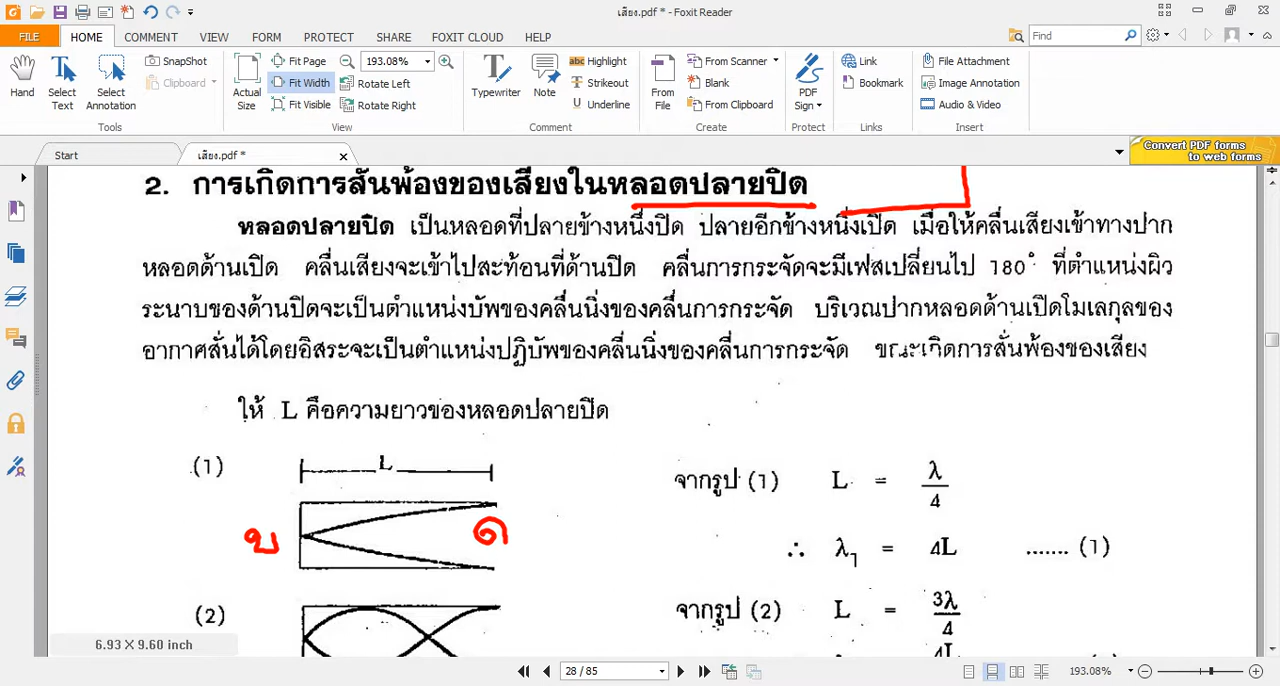 เสียง.pdf * - Foxit Reader
FILE HOME COMMENT VIEW FORM PROTECT SHARE FOXIT CLOUD HELP Find
Hand
Select Text
Select Annotation
SnapShot
Clipboard
Tools
Actual Size
Fit Page
Fit Width
Fit Visible
193.08%
Rotate Left
Rotate Right
View
Typewriter
Note
Highlight
Strikeout
Underline
Comment
From File
From Scanner
Blank
From Clipboard
Create
PDF Sign
Protect
Link
Bookmark
Links
File Attachment
Image Annotation
Audio & Video
Insert
Start
เสียง.pdf *
Convert PDF forms
to web forms
2. การเกิดการสั่นพ้องของเสียงในหลอดปลายปิด
หลอดปลายปิด เป็นหลอดที่ปลายข้างหนึ่งปิด ปลายอีกข้างหนึ่งเปิด เมื่อให้คลื่นเสียงเข้าทางปาก
หลอดด้านเปิด คลื่นเสียงจะเข้าไปสะท้อนที่ด้านปิด คลื่นการกระจัดจะมีเฟสเปลี่ยนไป 180° ที่ตำแหน่งผิว
ระนาบของด้านปิดจะเป็นตำแหน่งบัพของคลื่นนิ่งของคลื่นการกระจัด บริเวณปากหลอดด้านเปิดโมเลกุลของ
อากาศสั่นได้โดยอิสระจะเป็นตำแหน่งปฏิบัพของคลื่นนิ่งของคลื่นการกระจัด ขณะเกิดการสั่นพ้องของเสียง
ให้ L คือความยาวของหลอดปลายปิด
(1) L จากรูป (1) L = λ/4
บ ด
∴ λ1 = 4L ....... (1)
(2) จากรูป (2) L = 3λ/4
4L
6.93 X 9.60 inch
28 / 85
193.08%